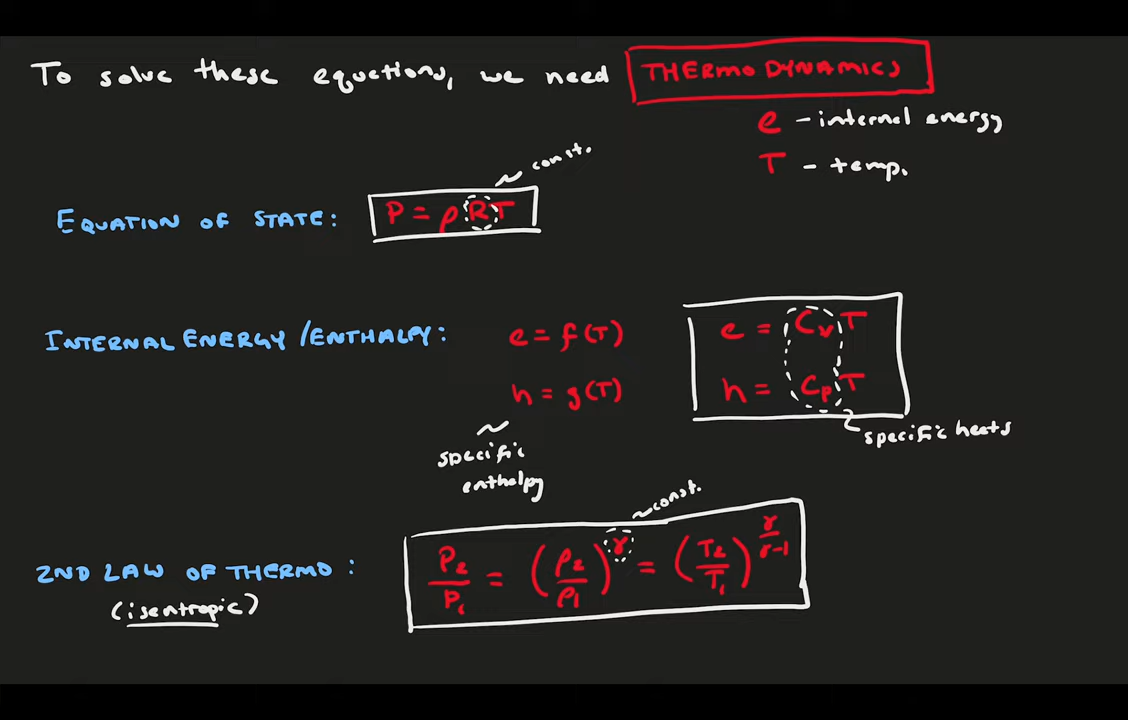 To solve these equations, we need THERMODYNAMICS
e - internal energy
T - temp.
const.
EQUATION OF STATE: P = ρRT
INTERNAL ENERGY/ENTHALPY: e = f(T) e = CvT
h = g(T) h = CpT
specific heats
specific
enthalpy
const.
2ND LAW OF THERMO: P2/P1 = (ρ2/ρ1)^γ = (T2/T1)^(γ/(γ-1))
(isentropic)